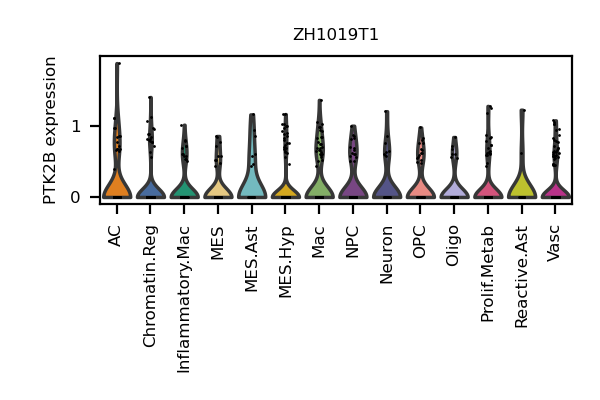 ZH1019T1
PTK2B expression
1
0
AC
Chromatin.Reg
Inflammatory.Mac
MES
MES.Ast
MES.Hyp
Mac
NPC
Neuron
OPC
Oligo
Prolif.Metab
Reactive.Ast
Vasc